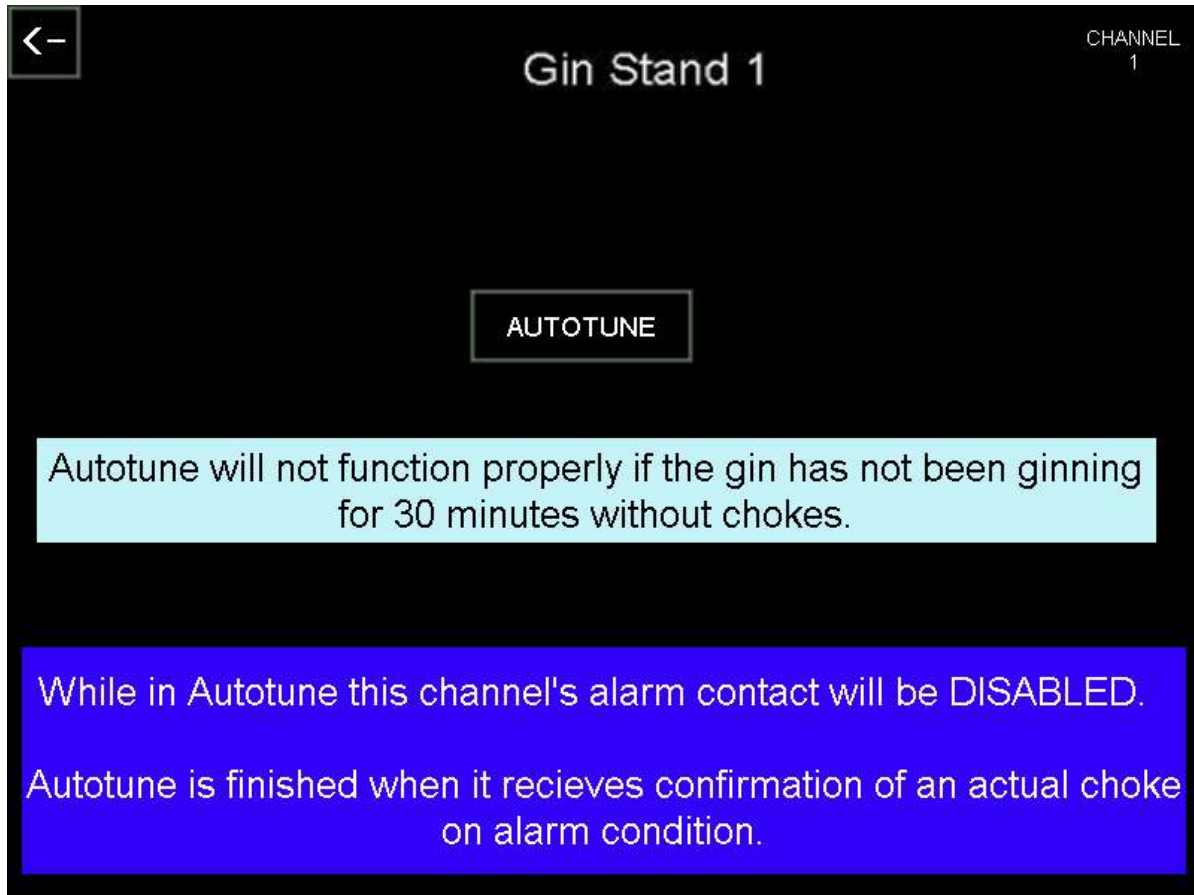 <-
Gin Stand 1
CHANNEL
1
AUTOTUNE
Autotune will not function properly if the gin has not been ginning
for 30 minutes without chokes.
While in Autotune this channel's alarm contact will be DISABLED.
Autotune is finished when it recieves confirmation of an actual choke
on alarm condition.